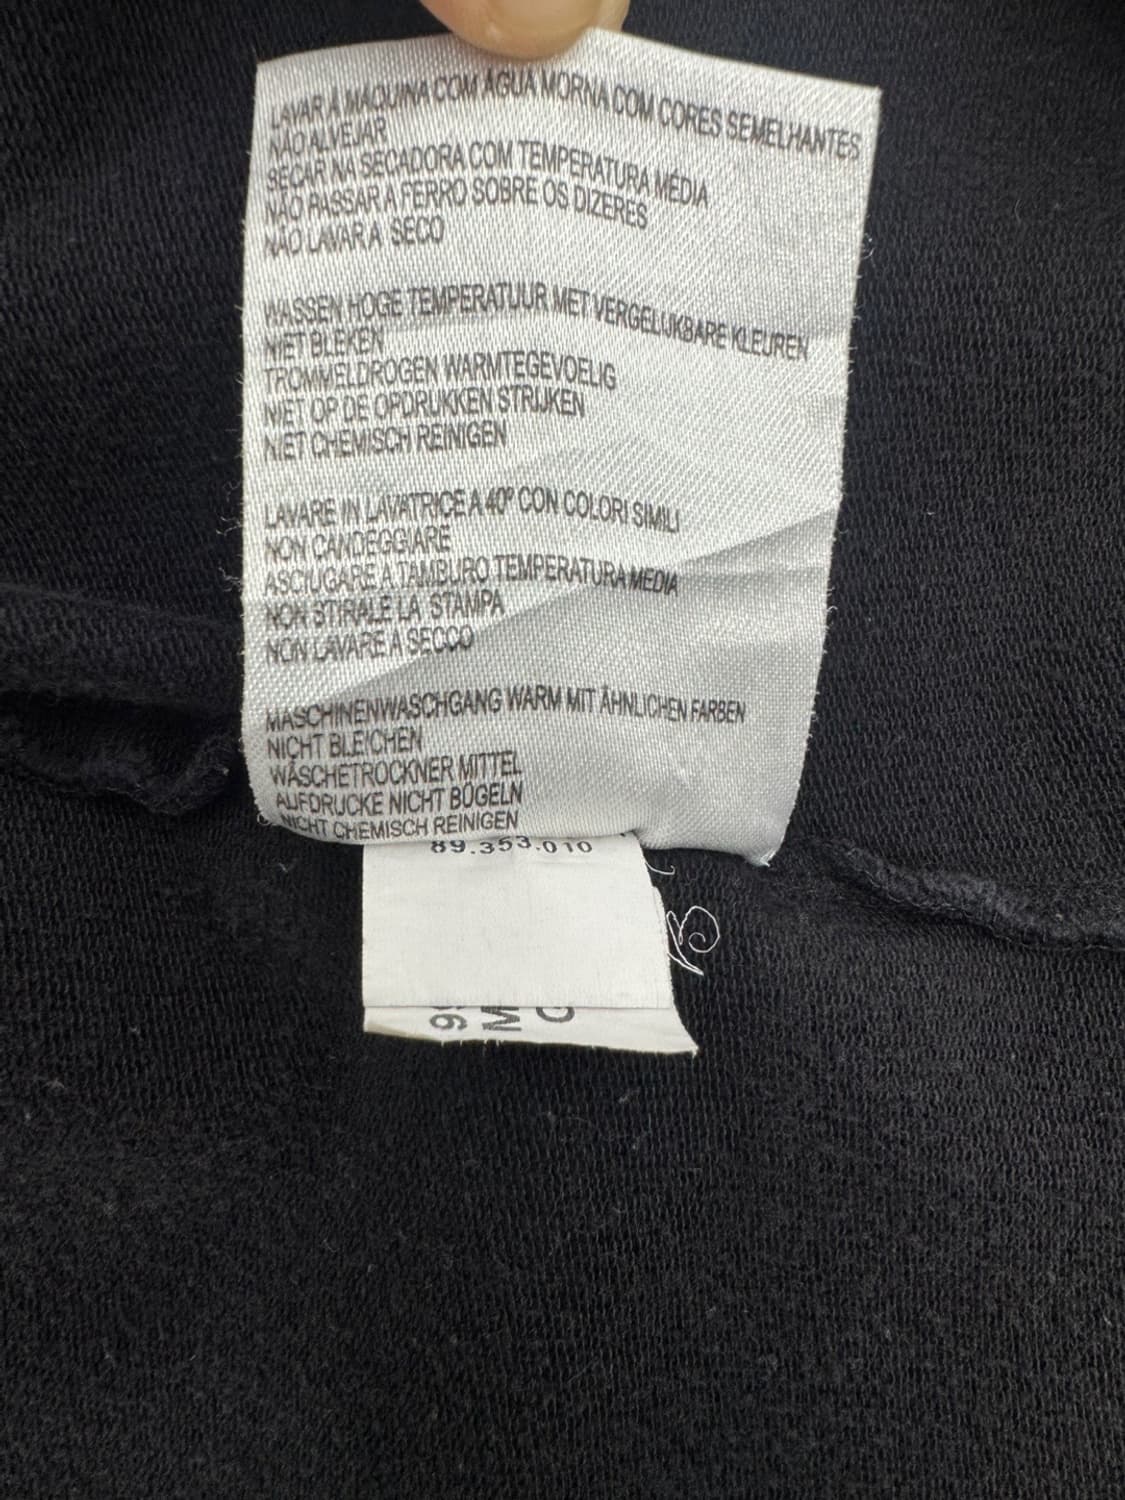 LAVAR À MAQUINA COM ÁGUA MORNA COM CORES SEMELHANTES
NÃO ALVEJAR
SECAR NA SECADORA COM TEMPERATURA MÉDIA
NÃO PASSAR A FERRO SOBRE OS DIZERES
NÃO LAVAR A SECO
WASSEN HOGE TEMPERATUUR MET VERGELIJKBARE KLEUREN
NIET BLEKEN
TROMMELDROGEN WARMTEGEVOELIG
NIET OP DE OPDRUKKEN STRIJKEN
NIET CHEMISCH REINIGEN
LAVARE IN LAVATRICE A 40° CON COLORI SIMILI
NON CANDEGGIARE
ASCIUGARE A TAMBURO TEMPERATURA MEDIA
NON STIRALE LA STAMPA
NON LAVARE A SECCO
MASCHINENWASCHGANG WARM MIT ÄHNLICHEN FARBEN
NICHT BLEICHEN
WÄSCHETROCKNER MITTEL
AUFDRUCKE NICHT BÜGELN
NICHT CHEMISCH REINIGEN
89.353.010